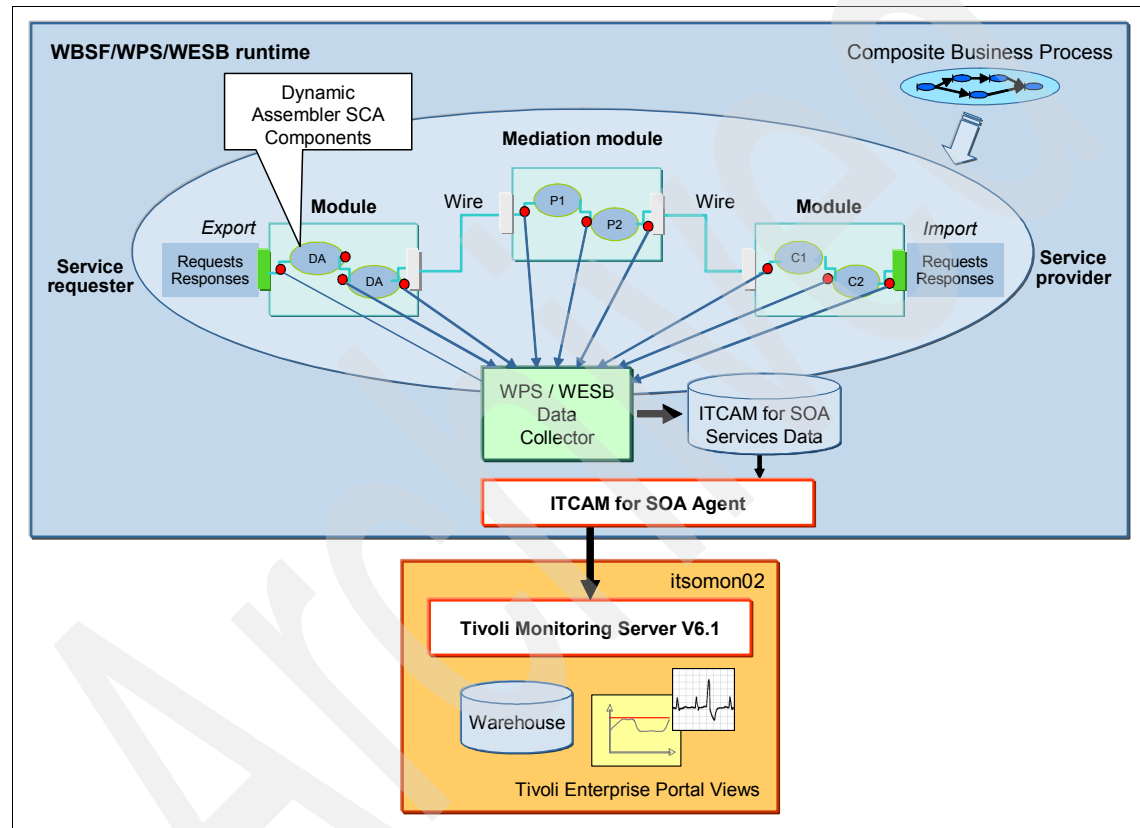 WBSF/WPS/WESB runtime
Composite Business Process
Dynamic
Assembler SCA
Components
Mediation module
P1
P2
Wire
Wire
Module
Module
Export
Import
Requests
Responses
DA
DA
C1
C2
Requests
Responses
Service
requester
Service
provider
WPS / WESB
Data
Collector
ITCAM for SOA
Services Data
ITCAM for SOA Agent
itsomon02
Tivoli Monitoring Server V6.1
Warehouse
Tivoli Enterprise Portal Views
Archived